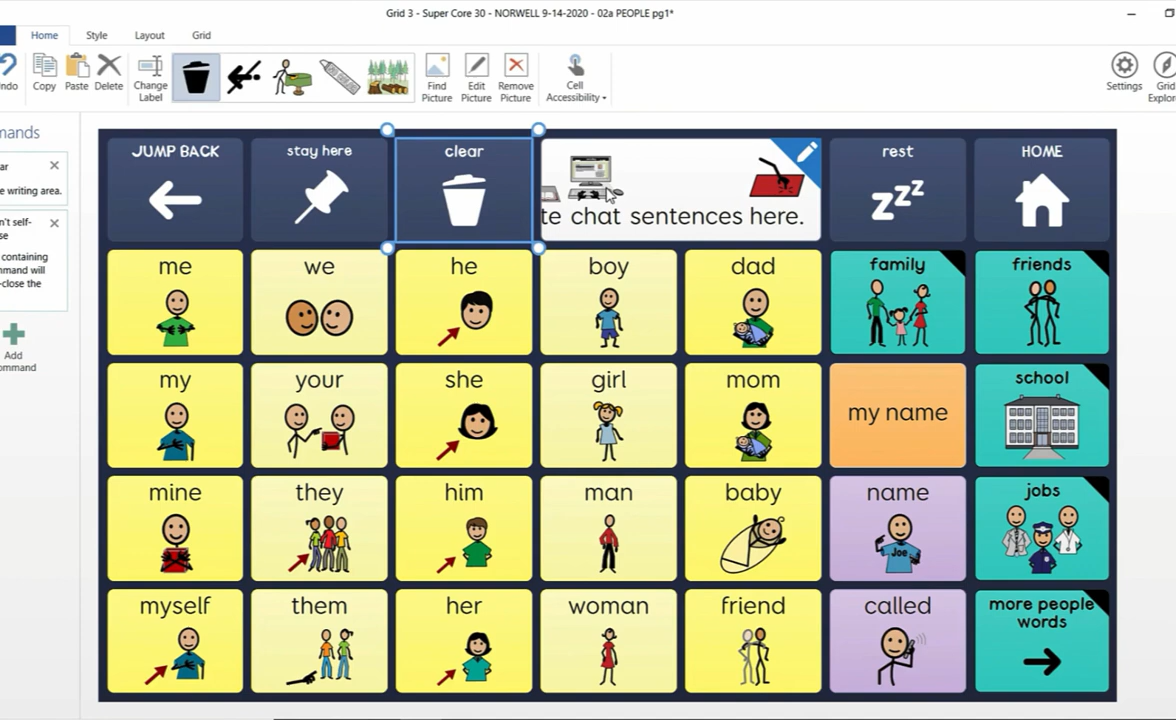 Grid 3 - Super Core 30 - NORWELL 9-14-2020 - 02a PEOPLE pg1*
Home Style Layout Grid
ndo Copy Paste Delete Change Label Find Picture Edit Picture Remove Picture Cell Accessibility Settings Grid Explor
mands
ar
e writing area.
n't self-
se
containing
mmand will
-close the
Add
ommand
JUMP BACK stay here clear te chat sentences here. rest zzz HOME
me we he boy dad family friends
my your she girl mom my name school
mine they him man baby name Joe jobs
myself them her woman friend called more people words